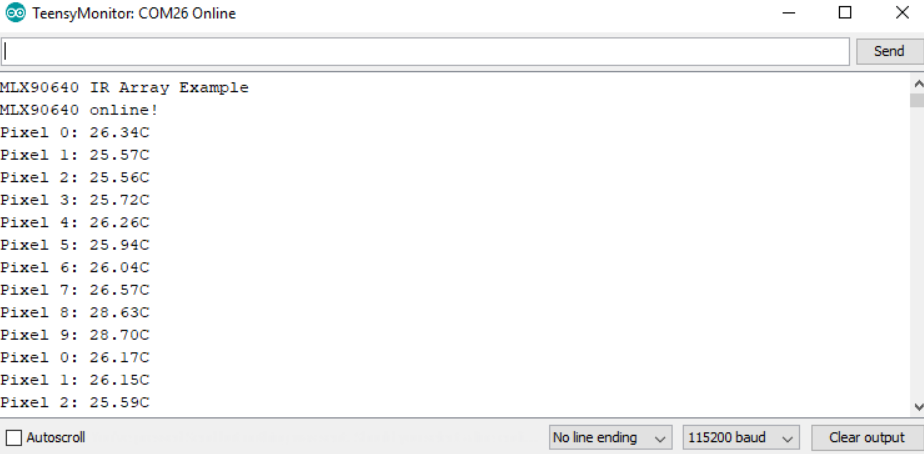 TeensyMonitor: COM26 Online
Send
MLX90640 IR Array Example
MLX90640 online!
Pixel 0: 26.34C
Pixel 1: 25.57C
Pixel 2: 25.56C
Pixel 3: 25.72C
Pixel 4: 26.26C
Pixel 5: 25.94C
Pixel 6: 26.04C
Pixel 7: 26.57C
Pixel 8: 28.63C
Pixel 9: 28.70C
Pixel 0: 26.17C
Pixel 1: 26.15C
Pixel 2: 25.59C
Autoscroll No line ending 115200 baud Clear output